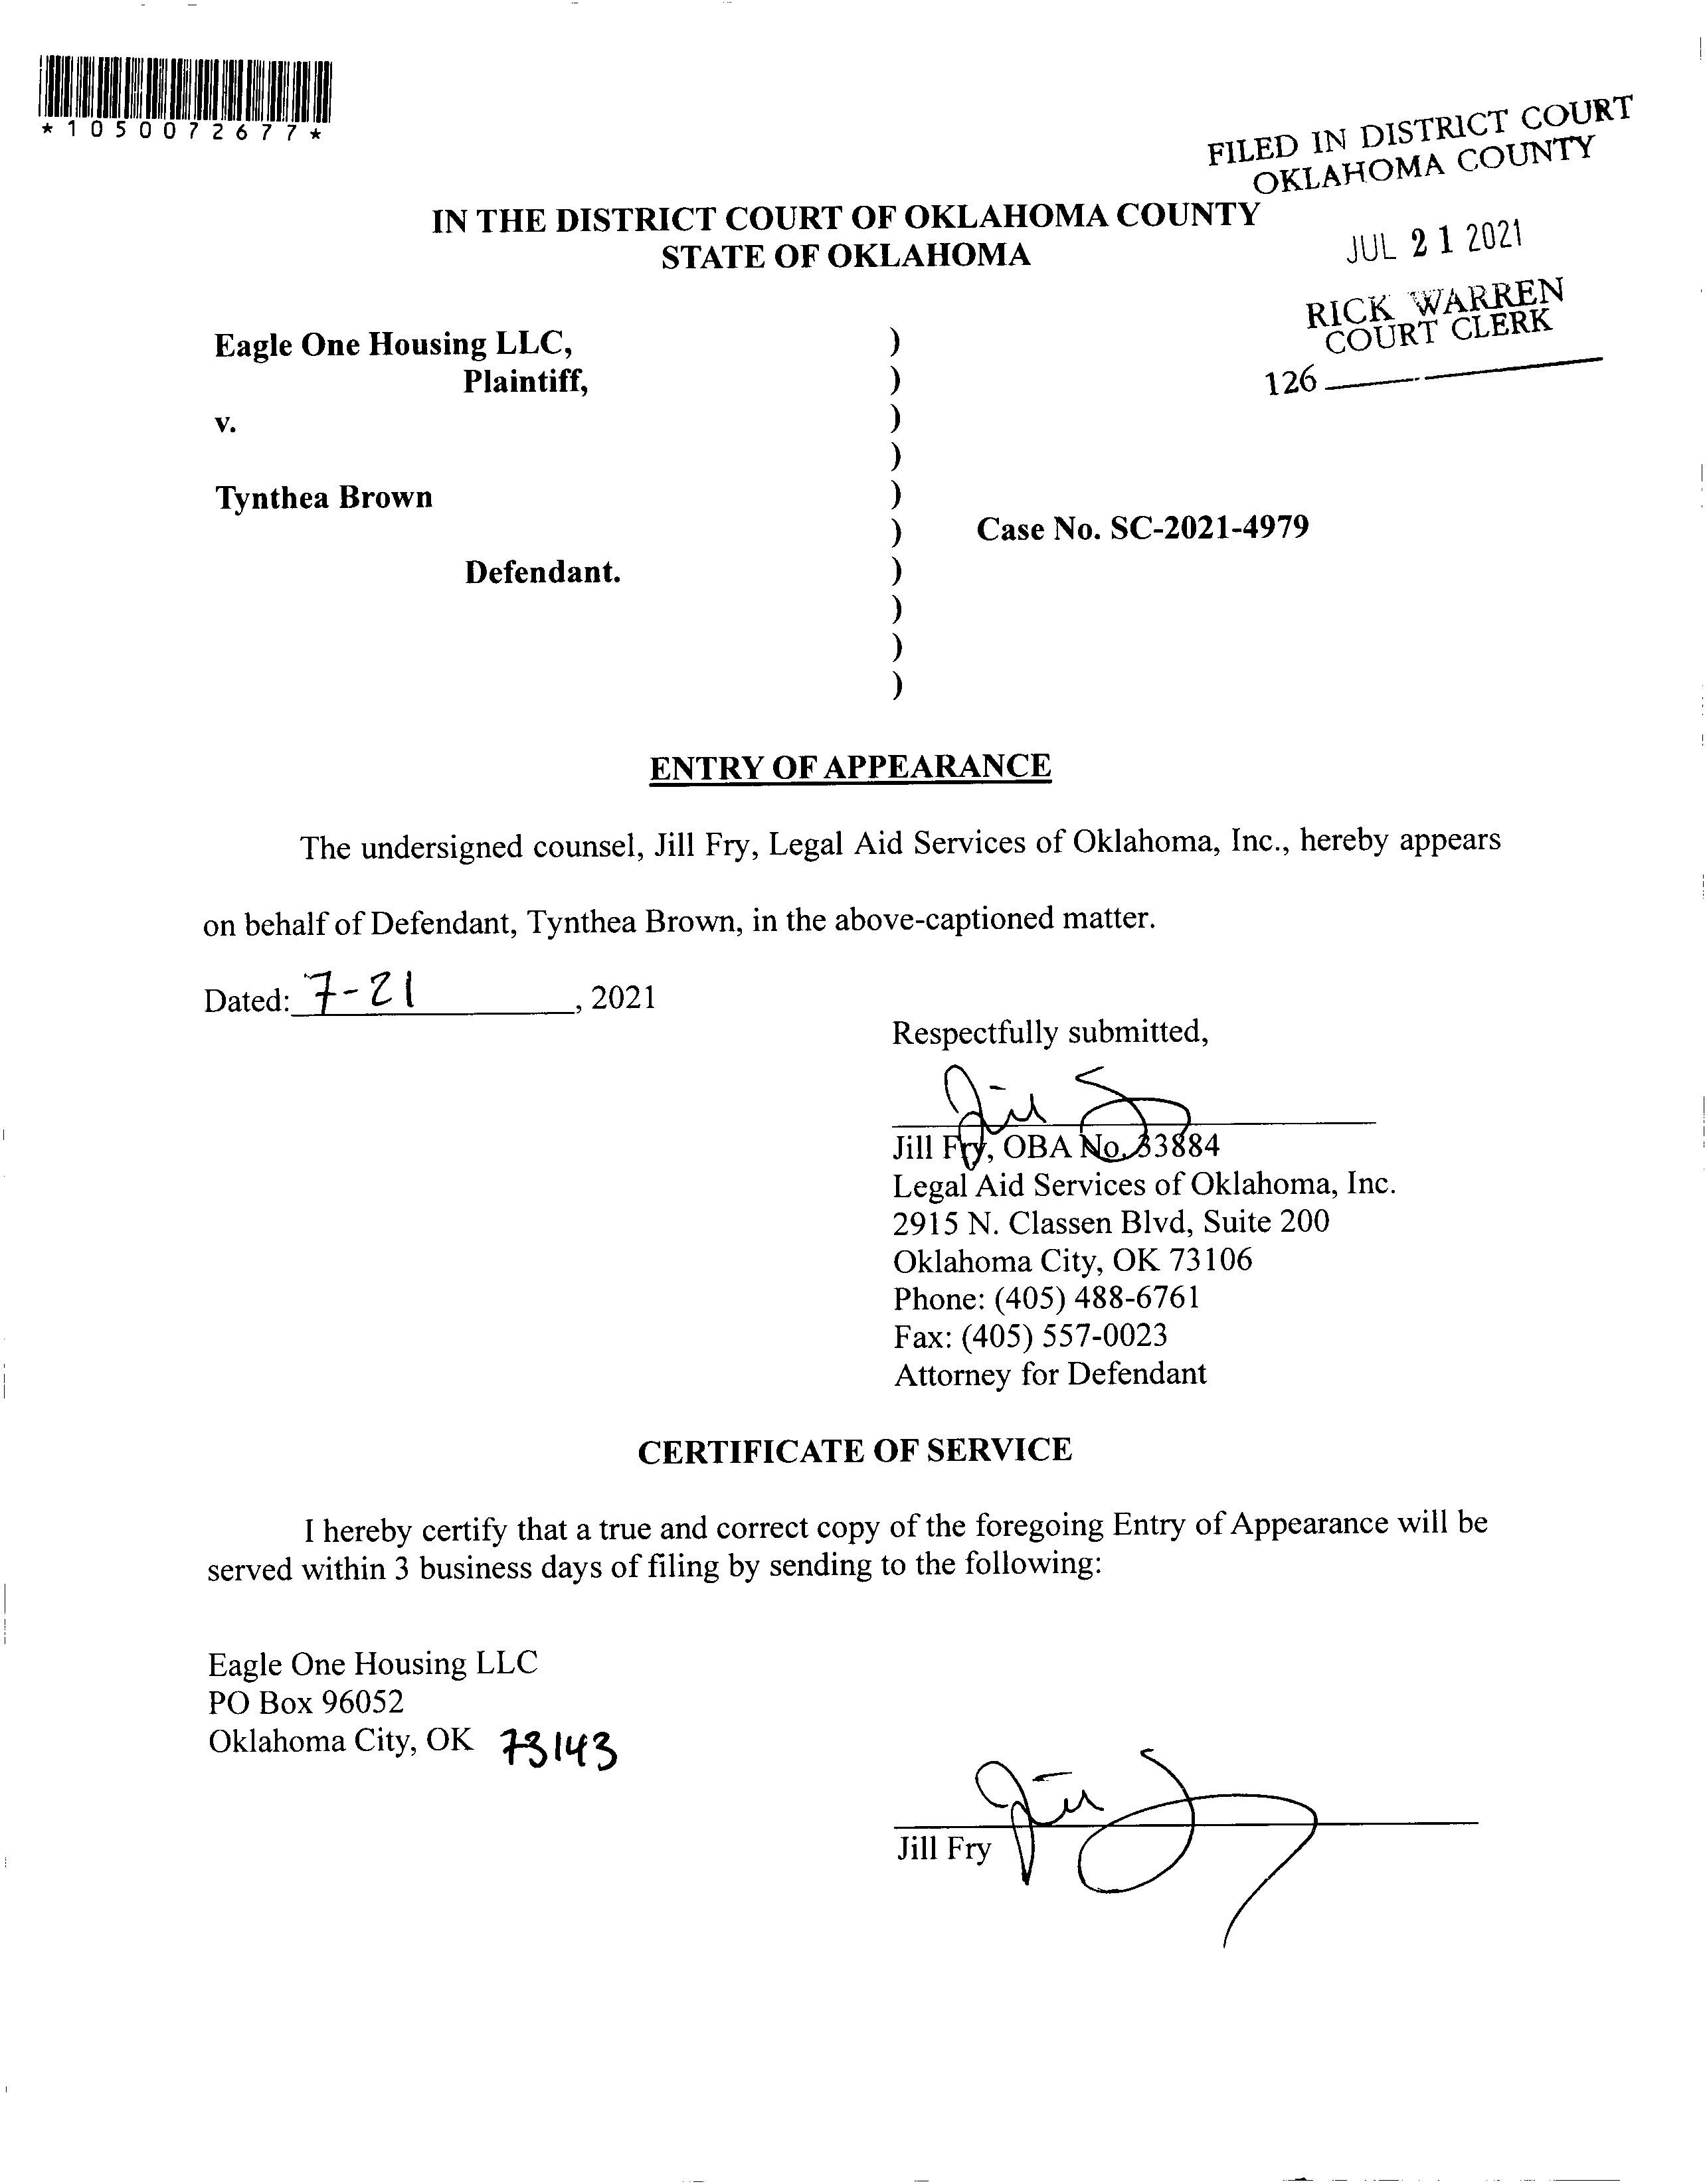 *1050072677*
FILED IN DISTRICT COURT
OKLAHOMA COUNTY
IN THE DISTRICT COURT OF OKLAHOMA COUNTY
STATE OF OKLAHOMA
JUL 21 2021
RICK WARREN
COURT CLERK
126
Eagle One Housing LLC, )
Plaintiff, )
v. )
)
Tynthea Brown )
) Case No. SC-2021-4979
Defendant. )
)
)
)
ENTRY OF APPEARANCE
The undersigned counsel, Jill Fry, Legal Aid Services of Oklahoma, Inc., hereby appears
on behalf of Defendant, Tynthea Brown, in the above-captioned matter.
Dated: 7-21, 2021
Respectfully submitted,
Jill Fry
Jill Fry, OBA No. 33884
Legal Aid Services of Oklahoma, Inc.
2915 N. Classen Blvd, Suite 200
Oklahoma City, OK 73106
Phone: (405) 488-6761
Fax: (405) 557-0023
Attorney for Defendant
CERTIFICATE OF SERVICE
I hereby certify that a true and correct copy of the foregoing Entry of Appearance will be
served within 3 business days of filing by sending to the following:
Eagle One Housing LLC
PO Box 96052
Oklahoma City, OK 73143
Jill Fry
Jill Fry